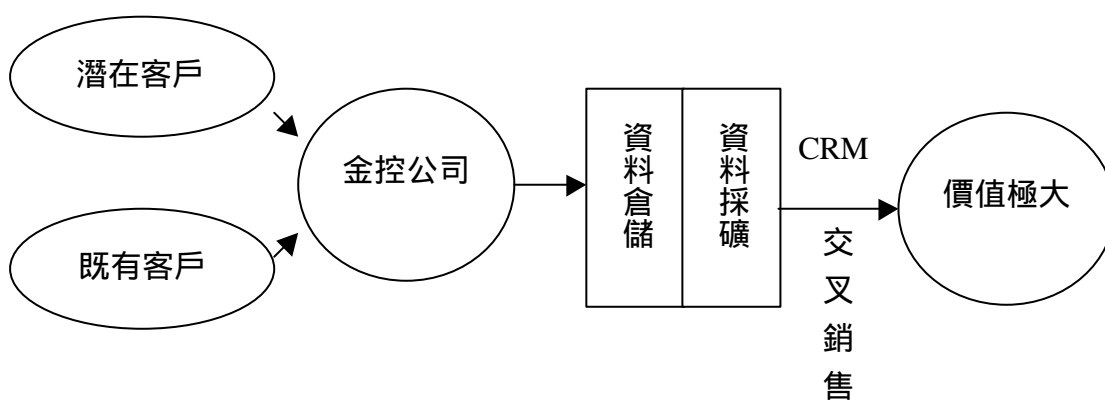 潛在客戶
既有客戶
金控公司
資料倉儲
資料採礦
CRM
交叉銷售
價值極大